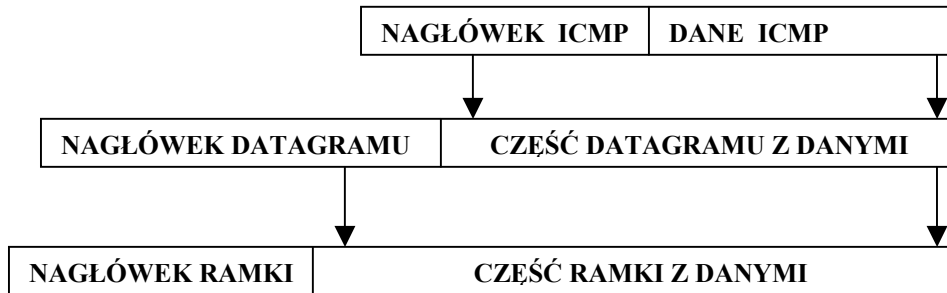 NAGŁÓWEK ICMP DANE ICMP
NAGŁÓWEK DATAGRAMU CZĘŚĆ DATAGRAMU Z DANYMI
NAGŁÓWEK RAMKI CZĘŚĆ RAMKI Z DANYMI